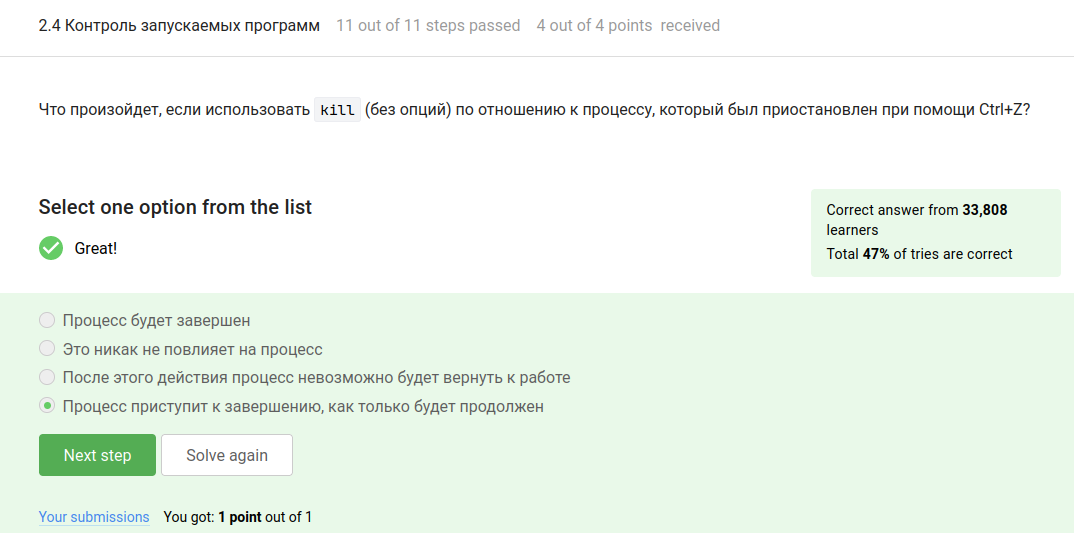 2.4 Контроль запускаемых программ 11 out of 11 steps passed 4 out of 4 points received
Что произойдет, если использовать kill (без опций) по отношению к процессу, который был приостановлен при помощи Ctrl+Z?
Select one option from the list
Great!
Correct answer from 33,808
learners
Total 47% of tries are correct
Процесс будет завершен
Это никак не повлияет на процесс
После этого действия процесс невозможно будет вернуть к работе
Процесс приступит к завершению, как только будет продолжен
Next step Solve again
Your submissions You got: 1 point out of 1